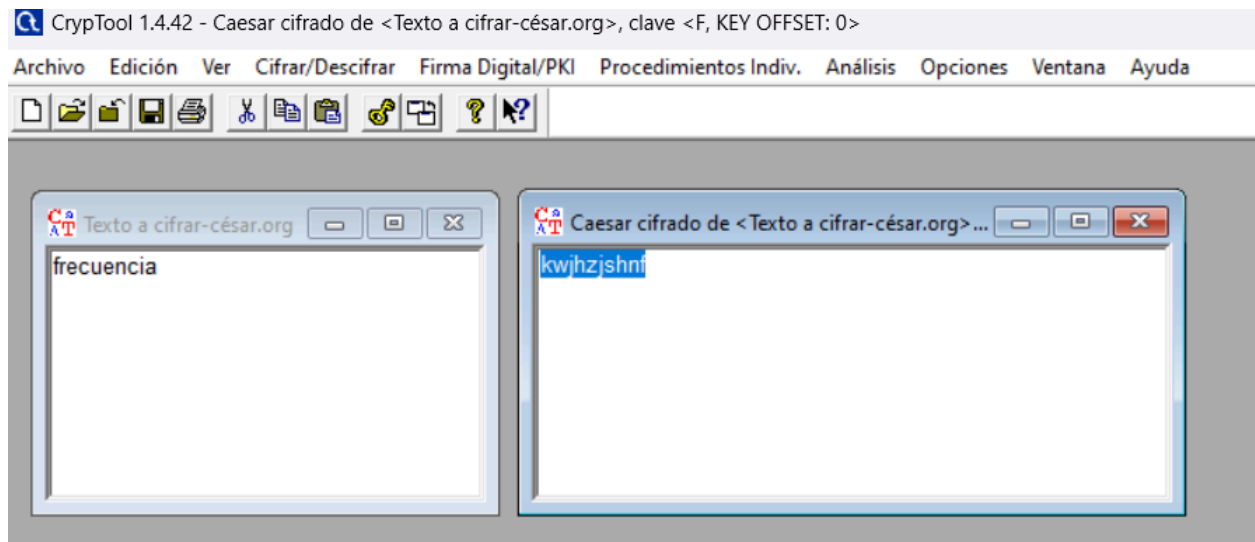 CrypTool 1.4.42 - Caesar cifrado de <Texto a cifrar-césar.org>, clave <F, KEY OFFSET: 0>
Archivo Edición Ver Cifrar/Descifrar Firma Digital/PKI Procedimientos Indiv. Análisis Opciones Ventana Ayuda
Texto a cifrar-césar.org
frecuencia
Caesar cifrado de <Texto a cifrar-césar.org>...
kwjhzjshnf